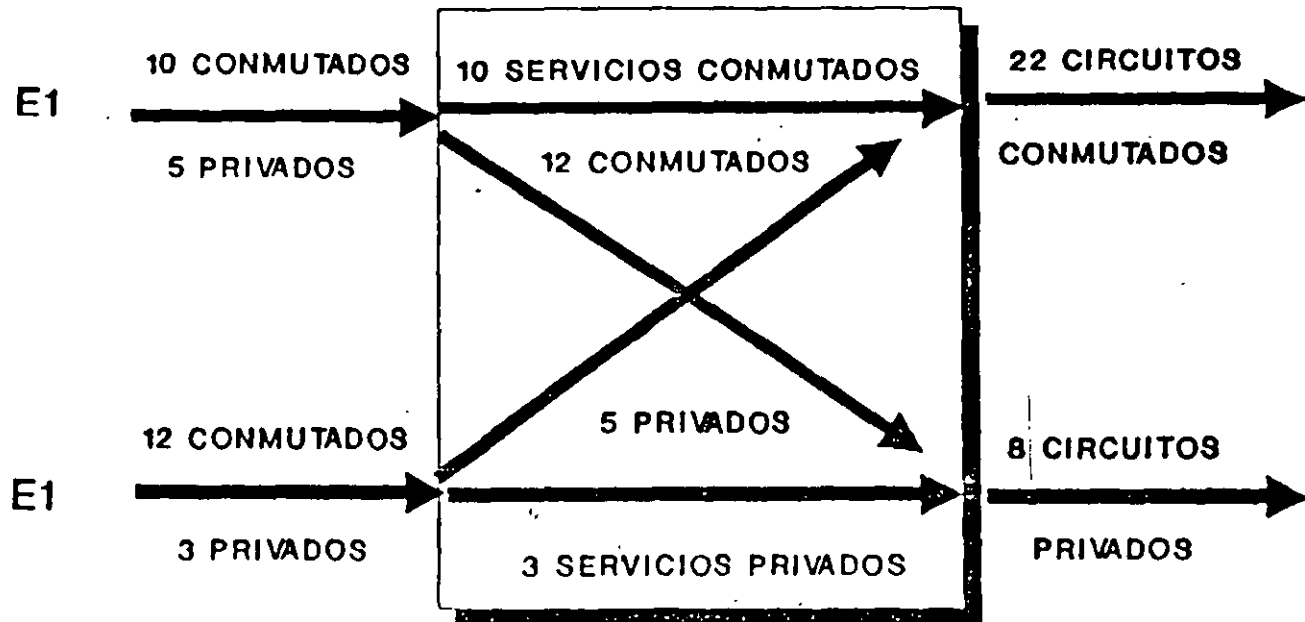 10 CONMUTADOS
10 SERVICIOS CONMUTADOS
22 CIRCUITOS
E1
5 PRIVADOS
12 CONMUTADOS
CONMUTADOS
12 CONMUTADOS
5 PRIVADOS
8 CIRCUITOS
E1
3 PRIVADOS
3 SERVICIOS PRIVADOS
PRIVADOS